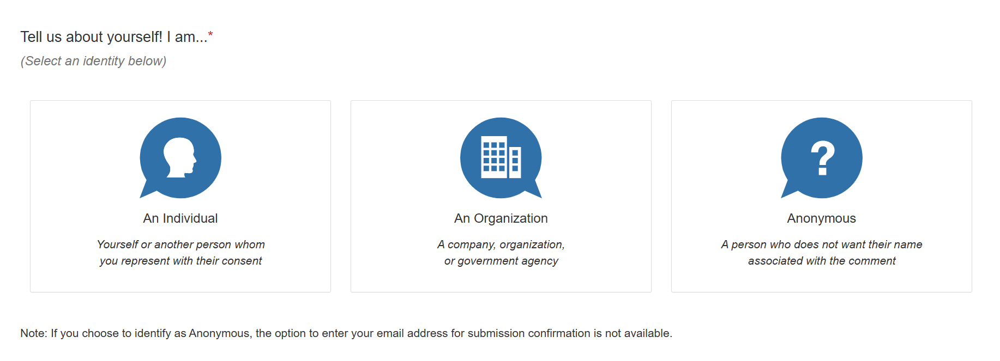 Tell us about yourself! I am...*
(Select an identity below)
An Individual
Yourself or another person whom
you represent with their consent
An Organization
A company, organization,
or government agency
?
Anonymous
A person who does not want their name
associated with the comment
Note: If you choose to identify as Anonymous, the option to enter your email address for submission confirmation is not available.